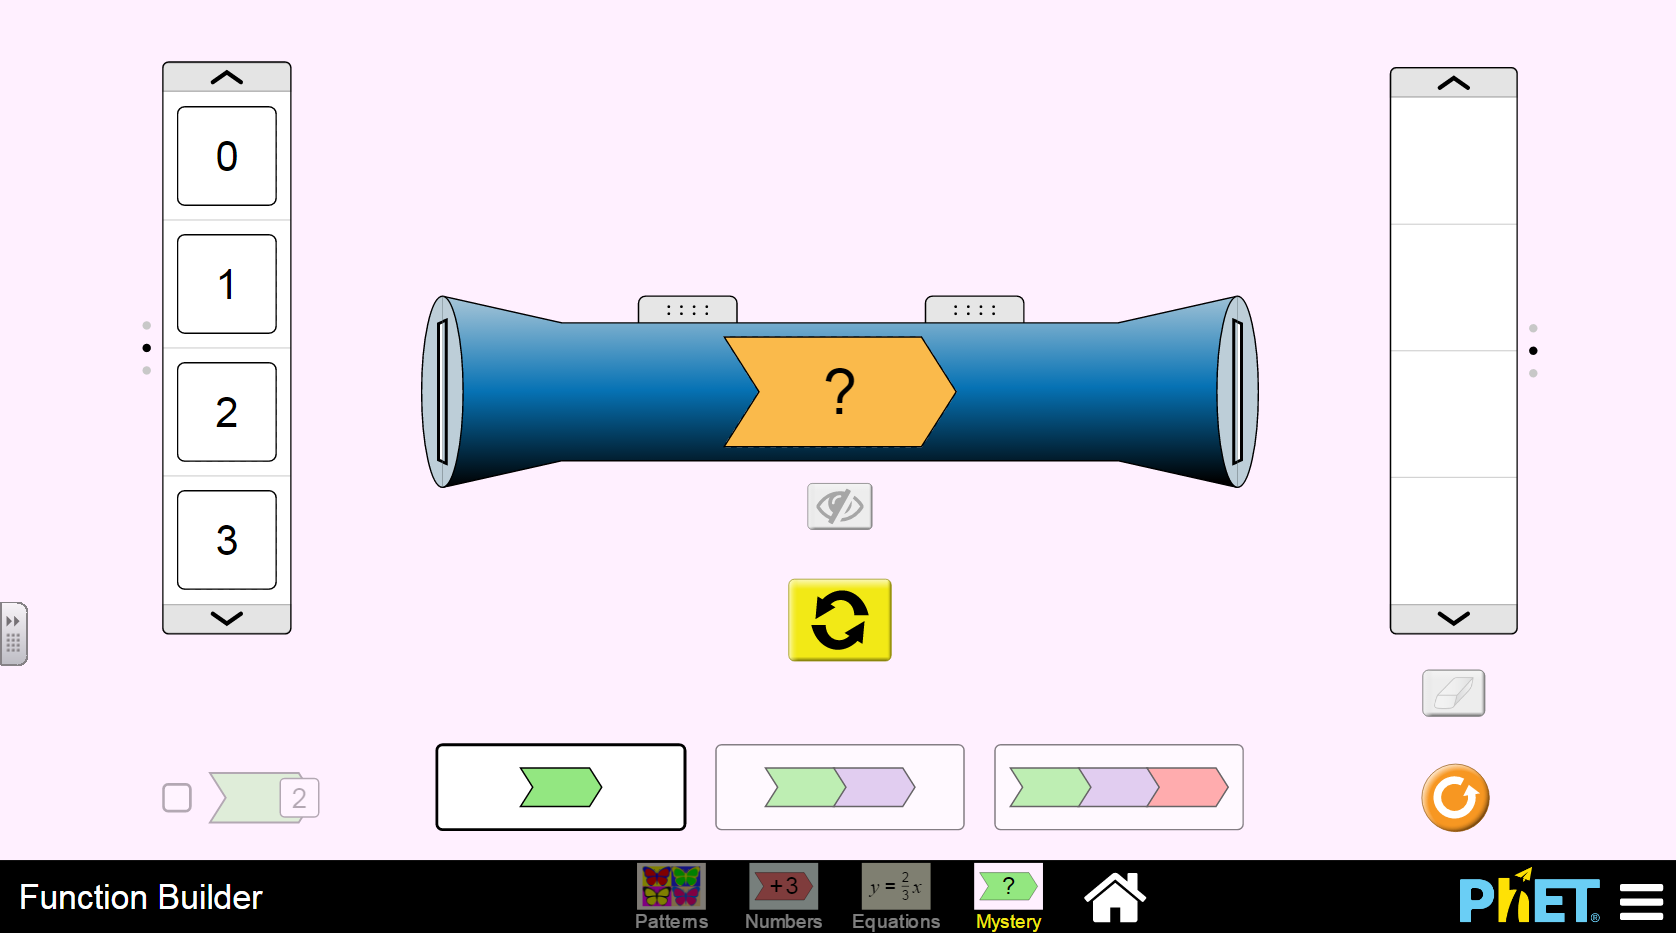 0
1
2
3
?
2
Function Builder
+3
y = 2/3 x
?
Patterns
Numbers
Equations
Mystery
PhET®